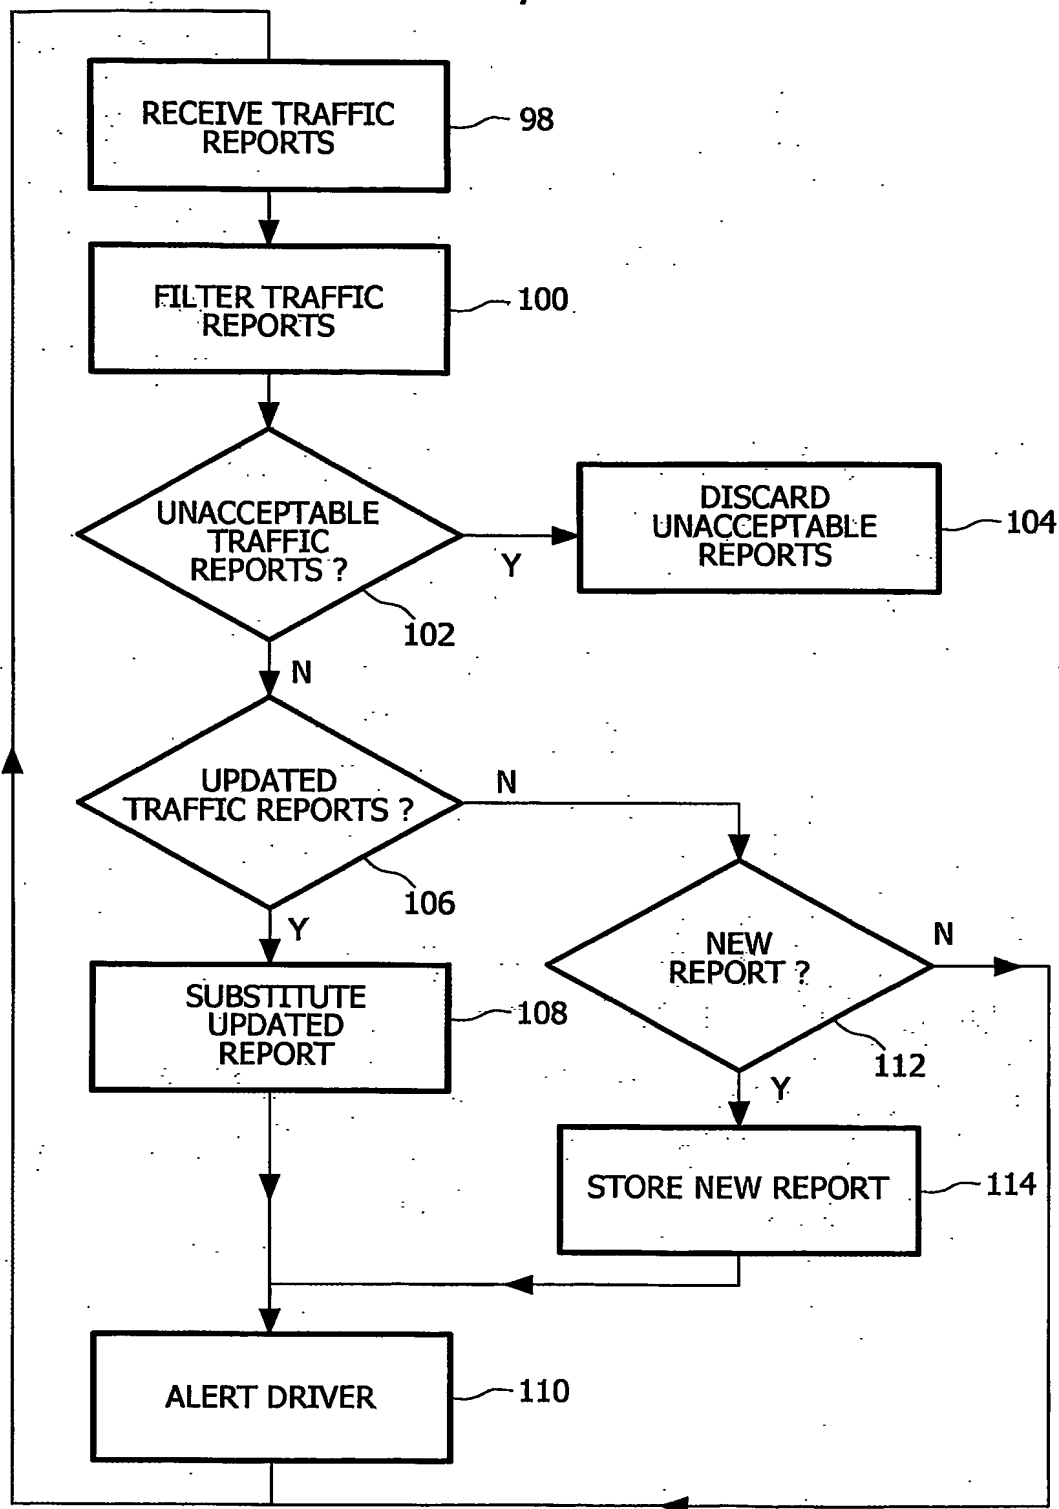 RECEIVE TRAFFIC
REPORTS
98
FILTER TRAFFIC
REPORTS
100
UNACCEPTABLE
TRAFFIC
REPORTS ?
102
Y
DISCARD
UNACCEPTABLE
REPORTS
104
N
UPDATED
TRAFFIC REPORTS ?
106
N
Y
SUBSTITUTE
UPDATED
REPORT
108
NEW
REPORT ?
112
N
Y
STORE NEW REPORT
114
ALERT DRIVER
110